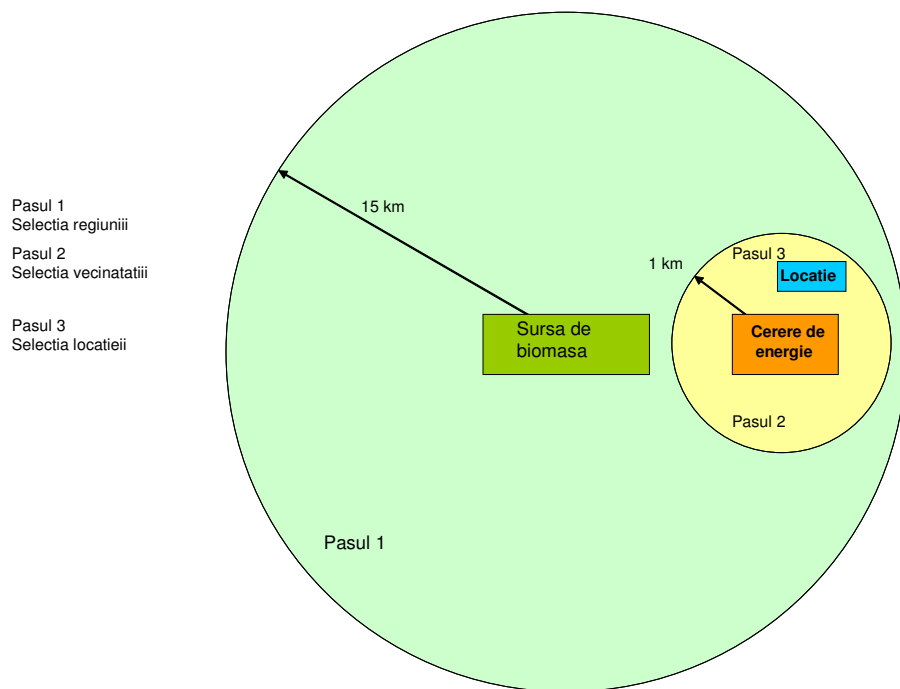 Pasul 1
Selectia regiuniii
Pasul 2
Selectia vecinatatiii
Pasul 3
Selectia locatieii
15 km
1 km
Pasul 3
Locatie
Sursa de
biomasa
Cerere de
energie
Pasul 2
Pasul 1